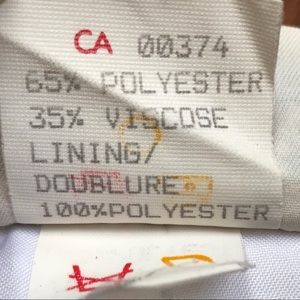 CA 00374
65% POLYESTER
35% VISCOSE
LINING/
DOUBLURE
100%POLYESTER